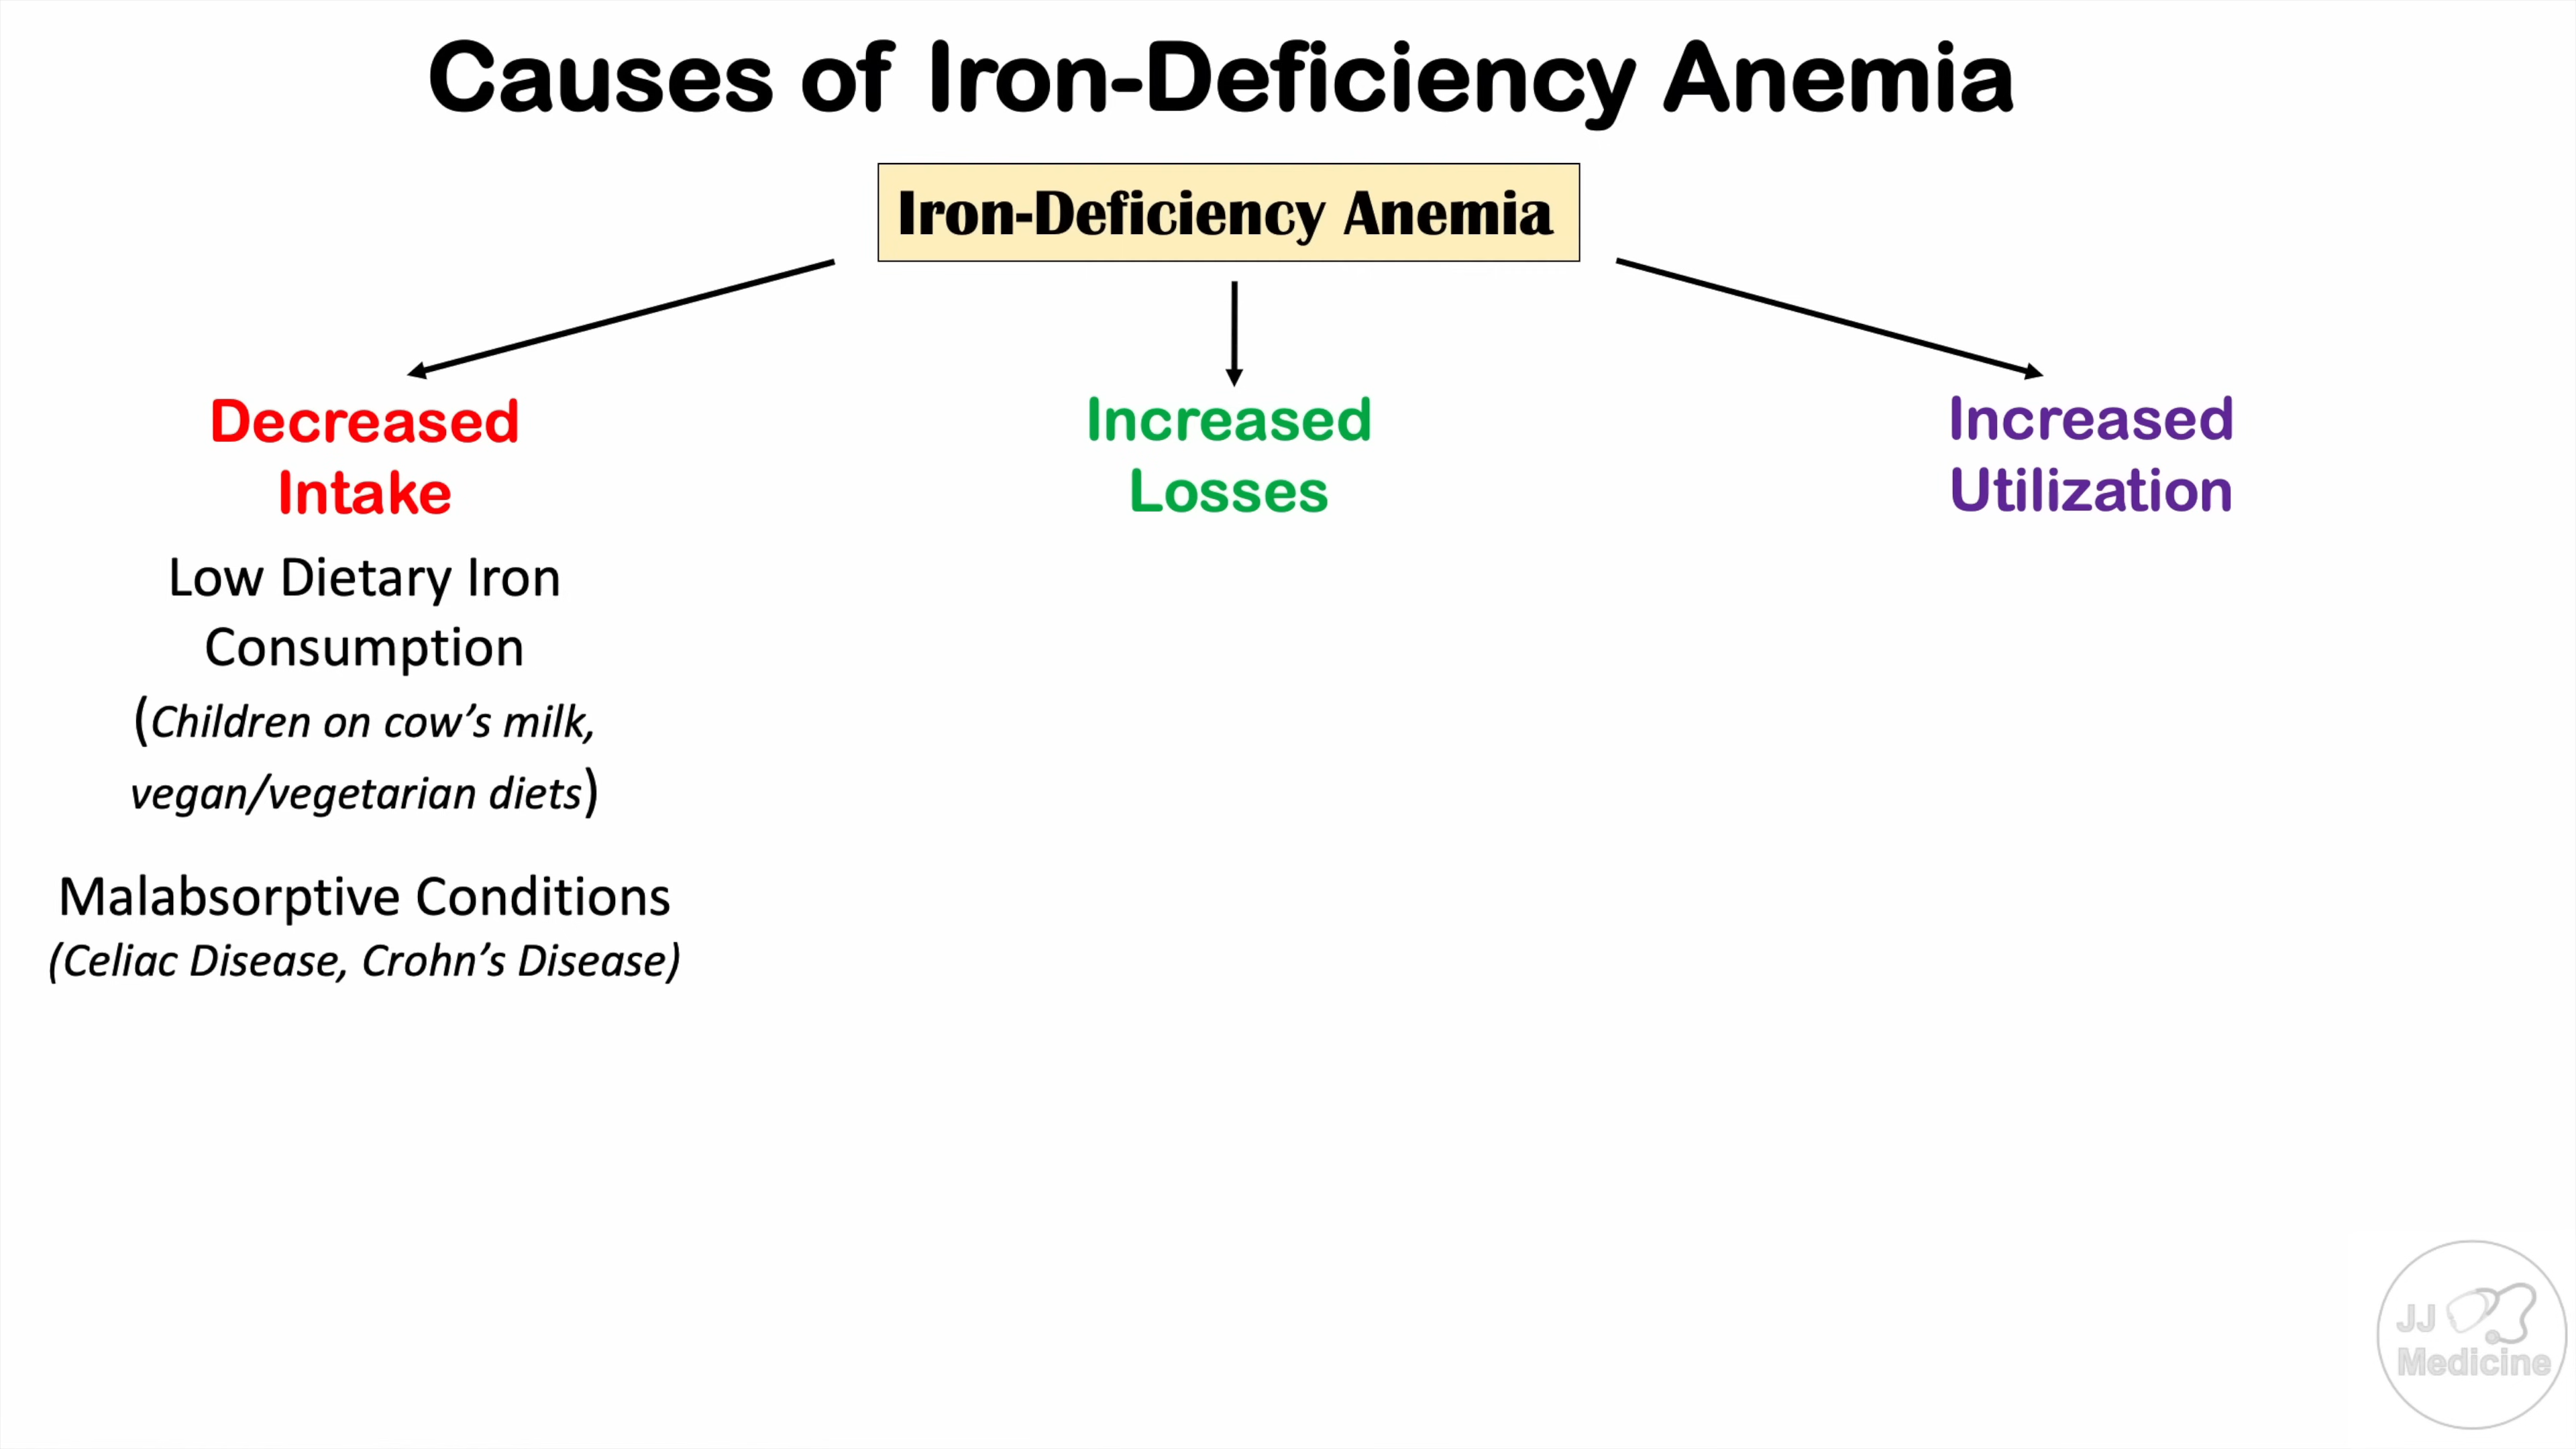 Causes of Iron-Deficiency Anemia
Iron-Deficiency Anemia
Decreased
Intake
Low Dietary Iron
Consumption
(Children on cow’s milk,
vegan/vegetarian diets)
Malabsorptive Conditions
(Celiac Disease, Crohn’s Disease)
Increased
Losses
Increased
Utilization
JJ
Medicine